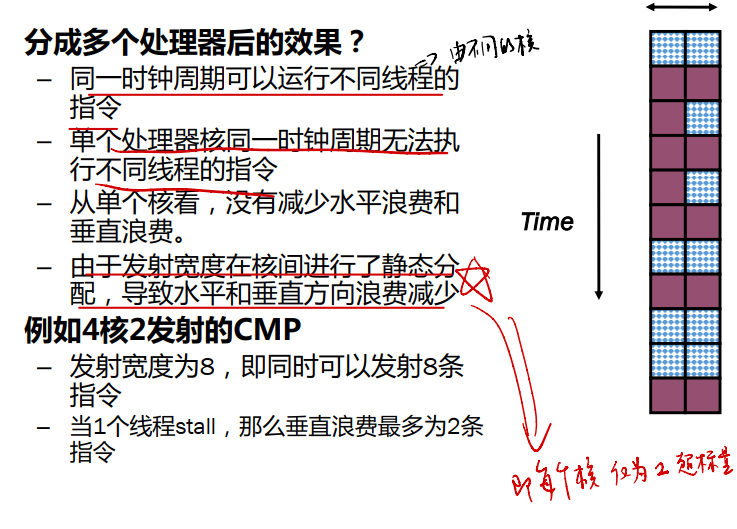 分成多个处理器后的效果？
=> 由不同的核
– 同一时钟周期可以运行不同线程的
指令
– 单个处理器核同一时钟周期无法执
行不同线程的指令
– 从单个核看，没有减少水平浪费和
垂直浪费。
– 由于发射宽度在核间进行了静态分
配，导致水平和垂直方向浪费减少
例如4核2发射的CMP
– 发射宽度为8，即同时可以发射8条
指令
– 当1个线程stall，那么垂直浪费最多为2条
指令
Time
即每个核 仅为2超标量